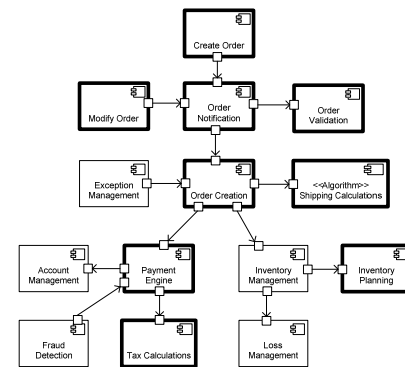 Create Order
Modify Order
Order
Notification
Order
Validation
Exception
Management
Order Creation
<<Algorithm>>
Shipping Calculations
Account
Management
Payment
Engine
Inventory
Management
Inventory
Planning
Fraud
Detection
Tax Calculations
Loss
Management